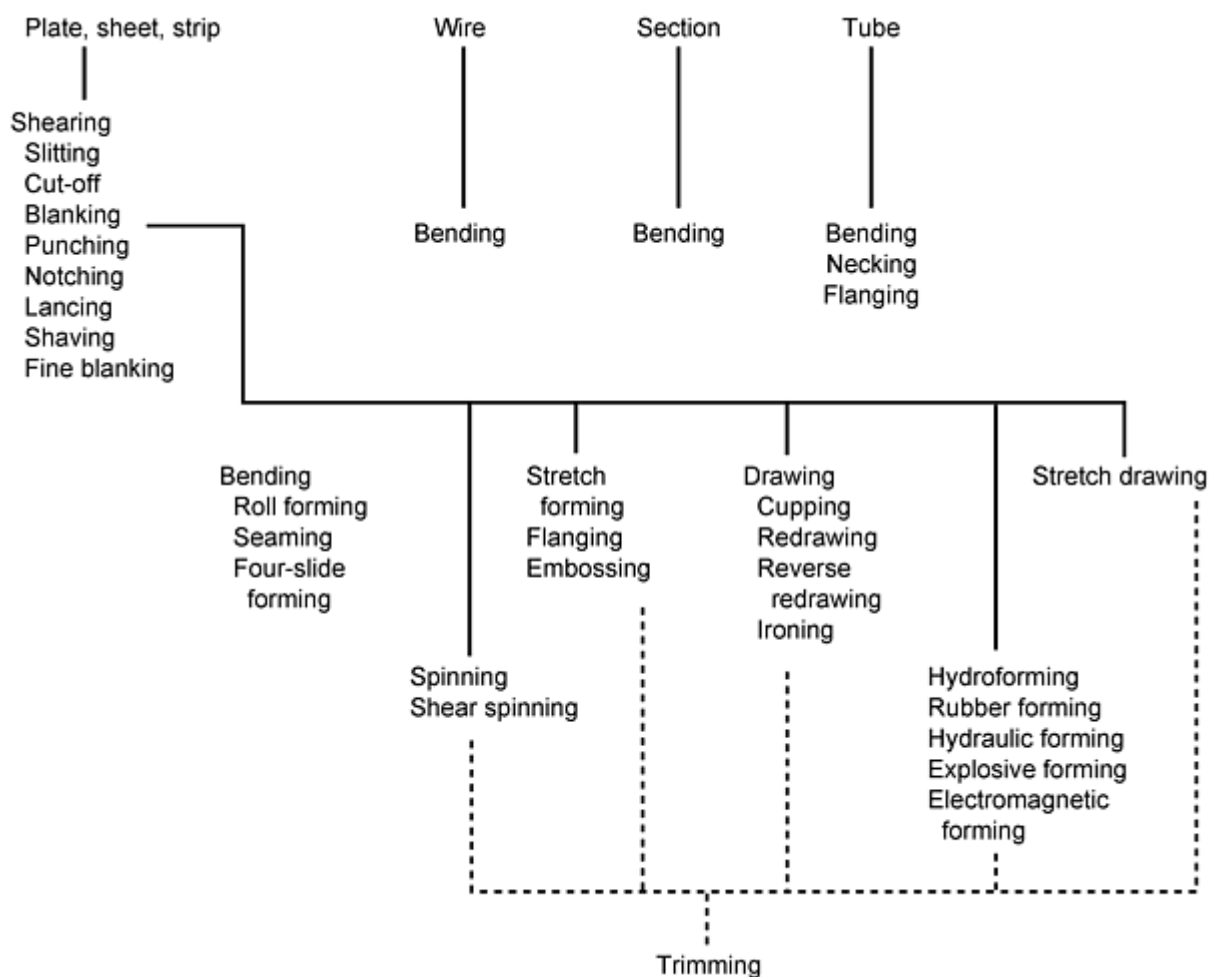 Plate, sheet, strip
Wire
Section
Tube
Shearing
Slitting
Cut-off
Blanking
Punching
Notching
Lancing
Shaving
Fine blanking
Bending
Bending
Bending
Necking
Flanging
Bending
Roll forming
Seaming
Four-slide
forming
Stretch
forming
Flanging
Embossing
Drawing
Cupping
Redrawing
Reverse
redrawing
Ironing
Stretch drawing
Spinning
Shear spinning
Hydroforming
Rubber forming
Hydraulic forming
Explosive forming
Electromagnetic
forming
Trimming